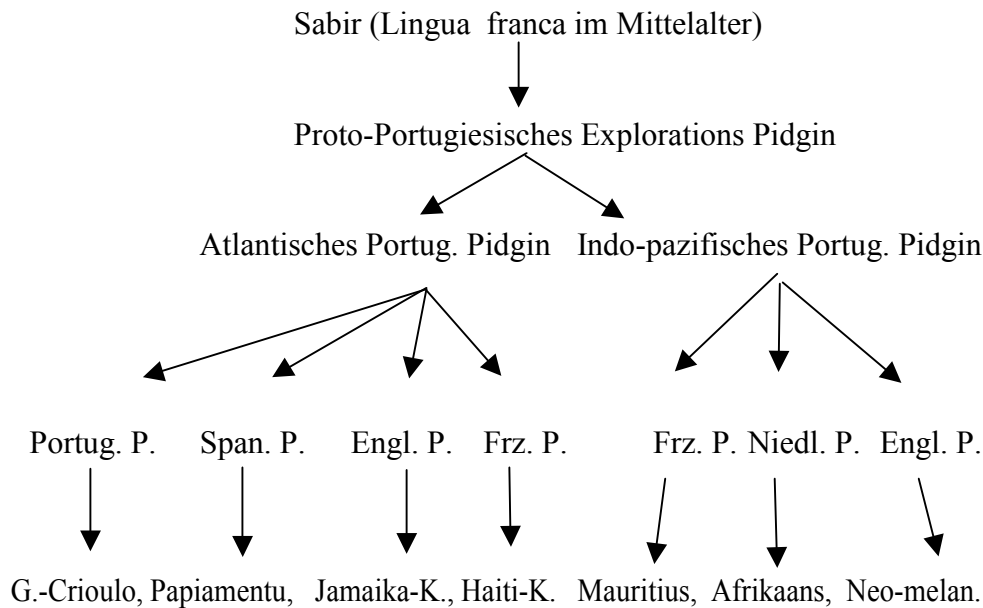 Sabir (Lingua franca im Mittelalter)
Proto-Portugiesisches Explorations Pidgin
Atlantisches Portug. Pidgin Indo-pazifisches Portug. Pidgin
Portug. P. Span. P. Engl. P. Frz. P. Frz. P. Niedl. P. Engl. P.
G.-Crioulo, Papiamentu, Jamaika-K., Haiti-K. Mauritius, Afrikaans, Neo-melan.